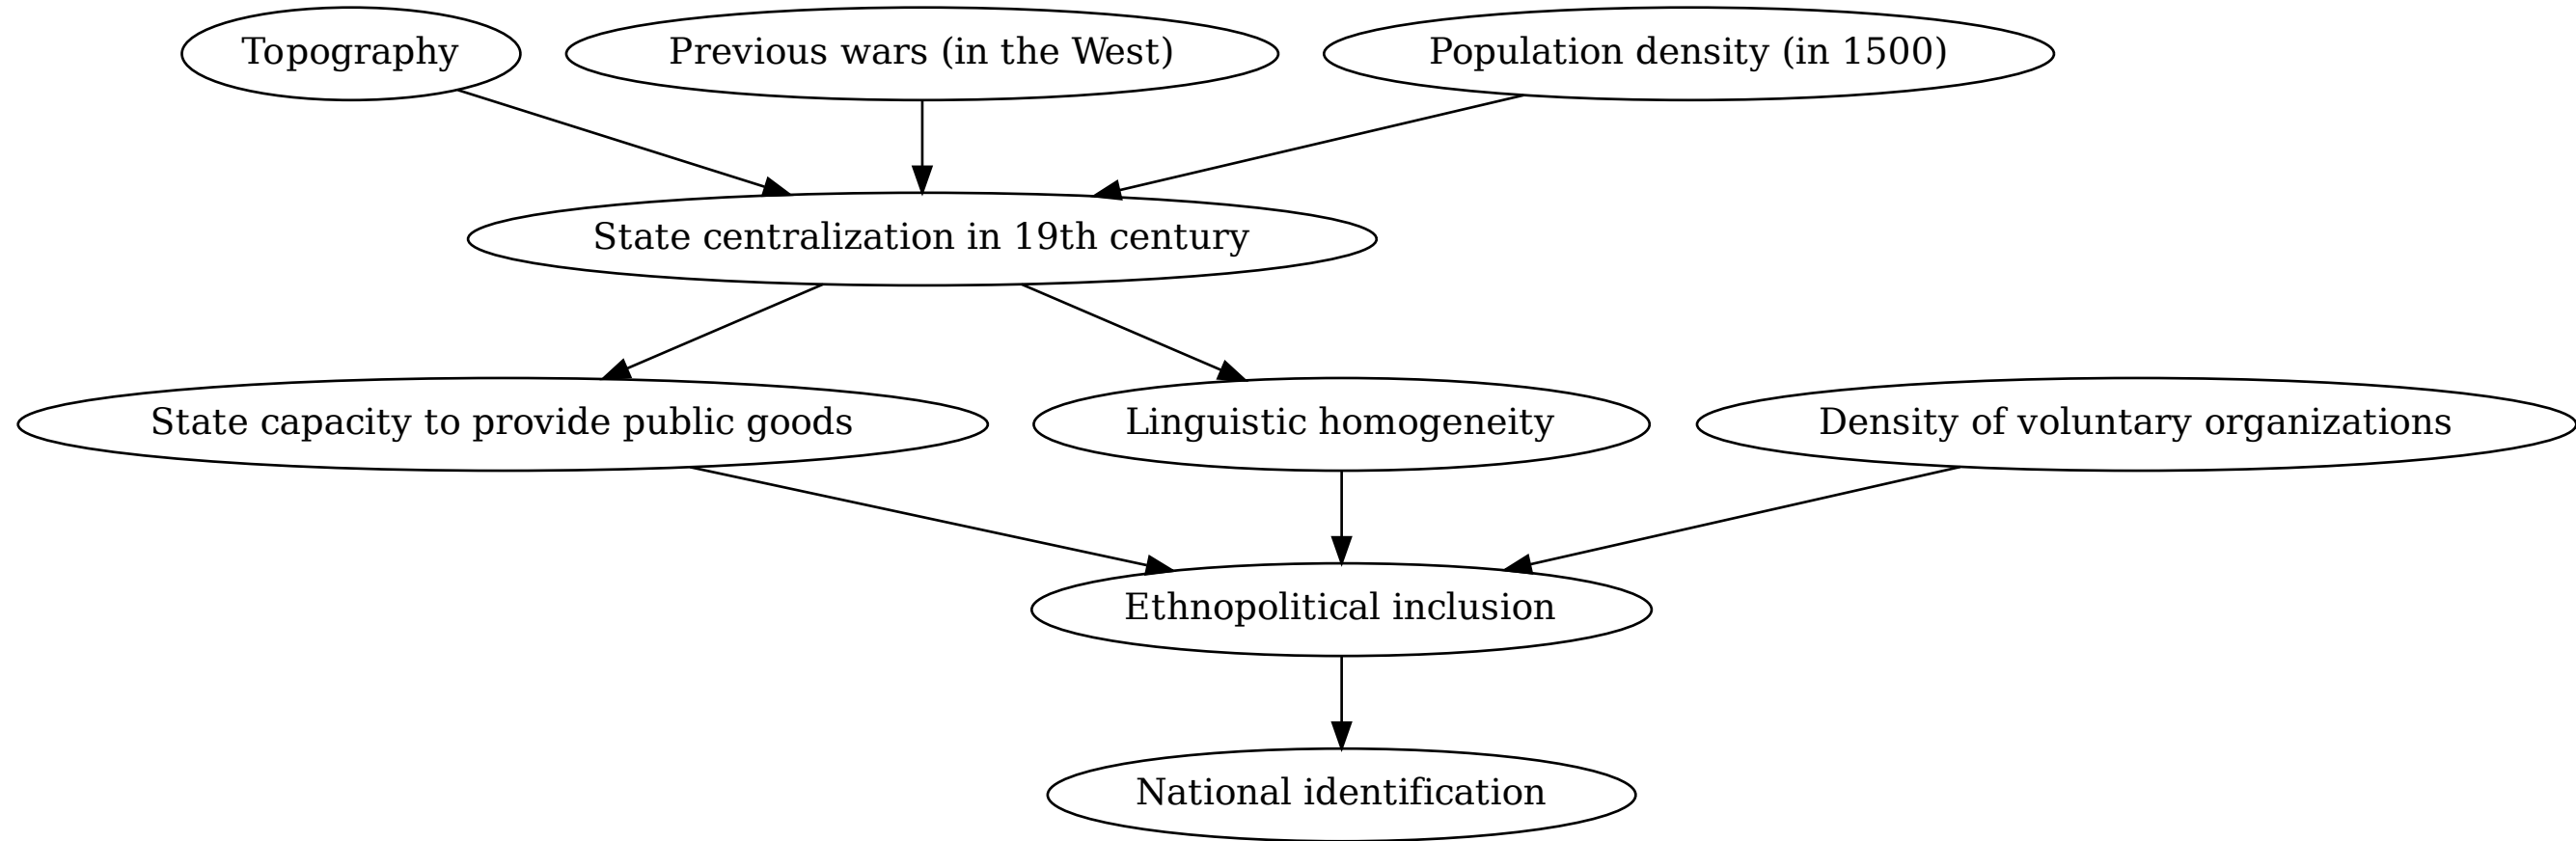 Topography
Previous wars (in the West)
Population density (in 1500)
State centralization in 19th century
State capacity to provide public goods
Linguistic homogeneity
Density of voluntary organizations
Ethnopolitical inclusion
National identification